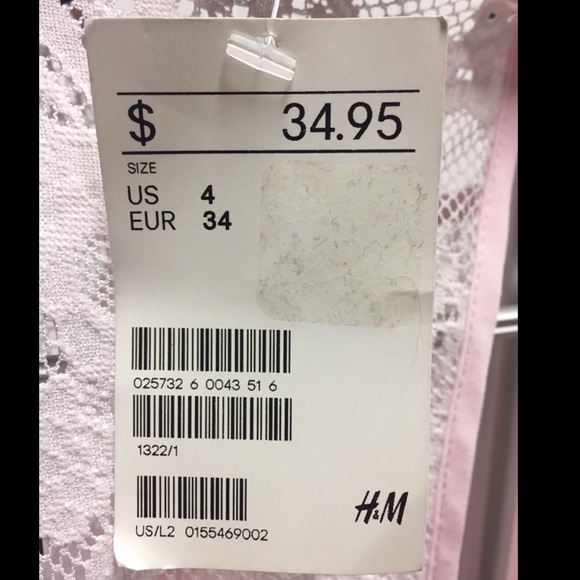 $ 34.95
SIZE
US 4
EUR 34
025732 6 0043 51 6
1322/1
H&M
US/L2 0155469002